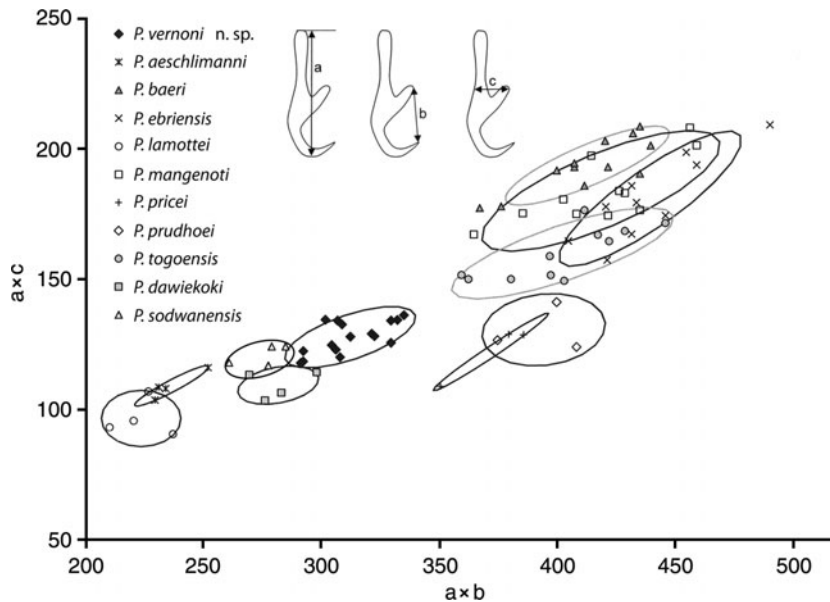 250
200
150
100
50
a×c
P. vernoni n. sp.
P. aeschlimanni
P. baeri
P. ebriensis
P. lamottei
P. mangenoti
P. pricei
P. prudhoei
P. togoensis
P. dawiekoki
P. sodwanensis
a
b
c
200 250 300 350 400 450 500
a×b